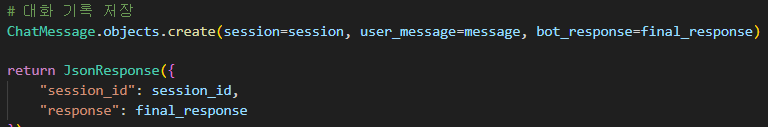 # 대화 기록 저장
ChatMessage.objects.create(session=session, user_message=message, bot_response=final_response)
return JsonResponse({
"session_id": session_id,
"response": final_response
})